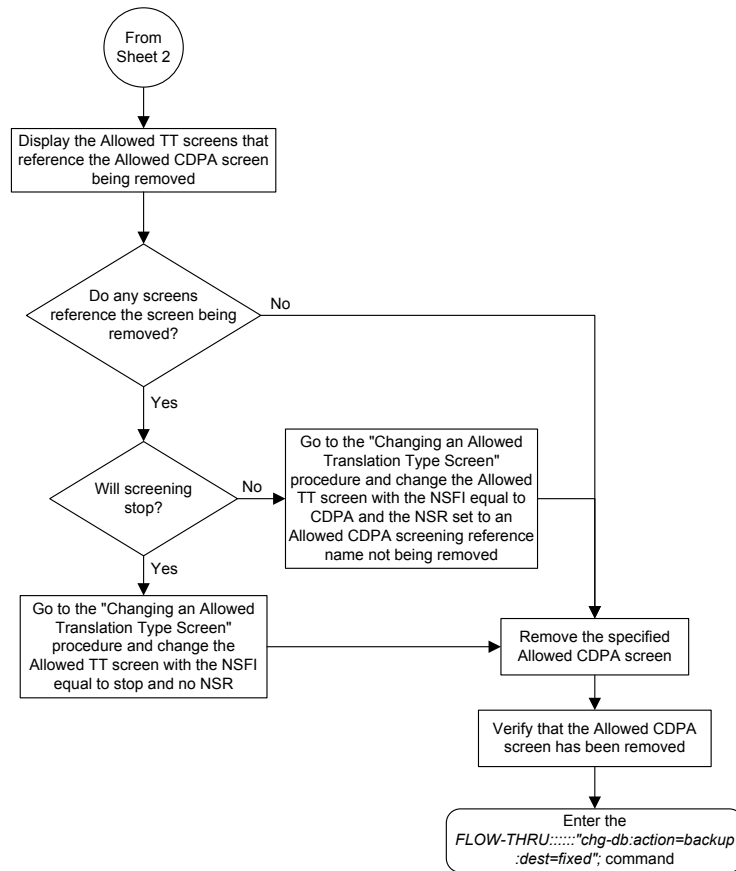 From
Sheet 2
Display the Allowed TT screens that
reference the Allowed CDPA screen
being removed
Do any screens
reference the screen being
removed?
No
Yes
Will screening
stop?
No
Go to the "Changing an Allowed
Translation Type Screen"
procedure and change the Allowed
TT screen with the NSFI equal to
CDPA and the NSR set to an
Allowed CDPA screening reference
name not being removed
Yes
Go to the "Changing an Allowed
Translation Type Screen"
procedure and change the
Allowed TT screen with the NSFI
equal to stop and no NSR
Remove the specified
Allowed CDPA screen
Verify that the Allowed CDPA
screen has been removed
Enter the
FLOW-THRU::::::"chg-db:action=backup
:dest=fixed"; command